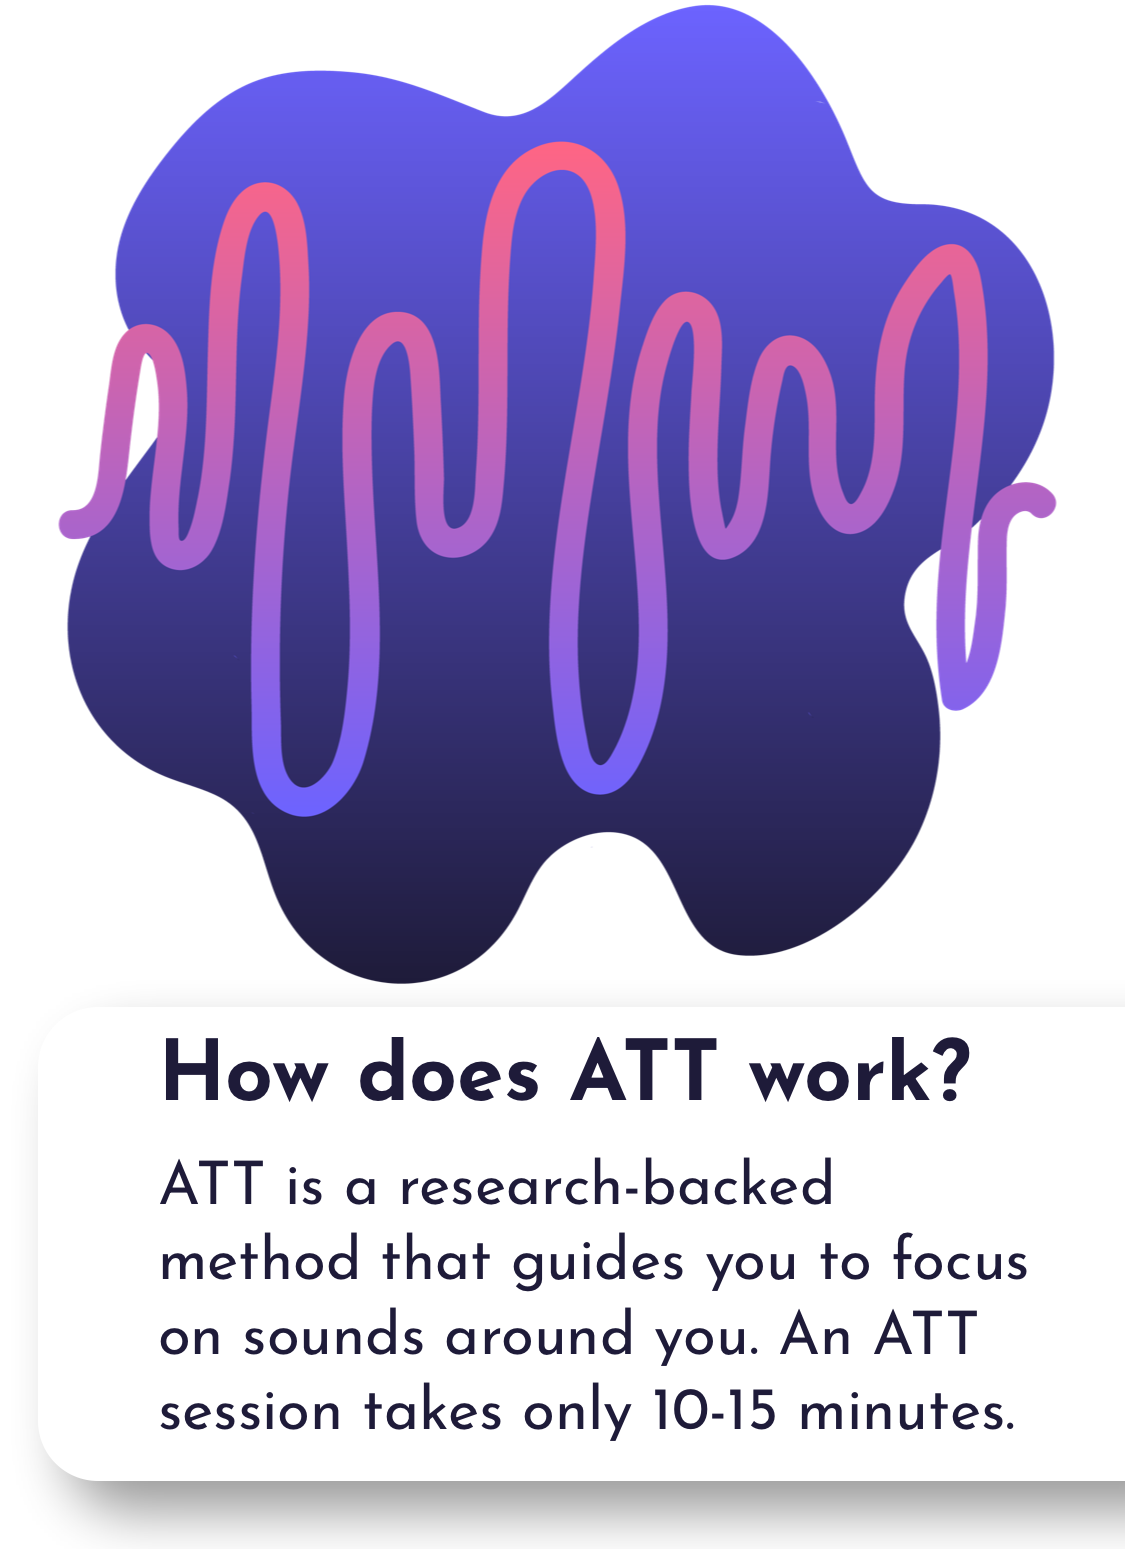 How does ATT work?
ATT is a research-backed
method that guides you to focus
on sounds around you. An ATT
session takes only 10-15 minutes.